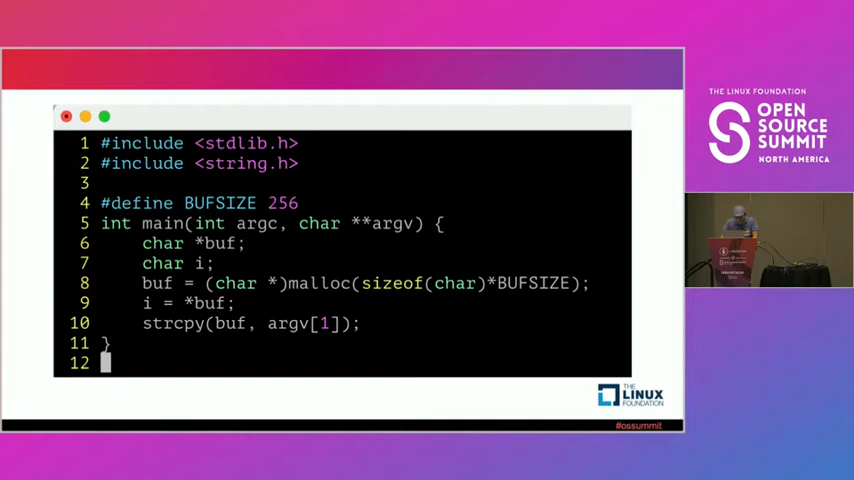 1 #include <stdlib.h>
2 #include <string.h>
3
4 #define BUFSIZE 256
5 int main(int argc, char **argv) {
6 char *buf;
7 char i;
8 buf = (char *)malloc(sizeof(char)*BUFSIZE);
9 i = *buf;
10 strcpy(buf, argv[1]);
11 }
12
THE
LINUX
FOUNDATION
#ossummit
THE LINUX FOUNDATION
OPEN
SOURCE
SUMMIT
NORTH AMERICA